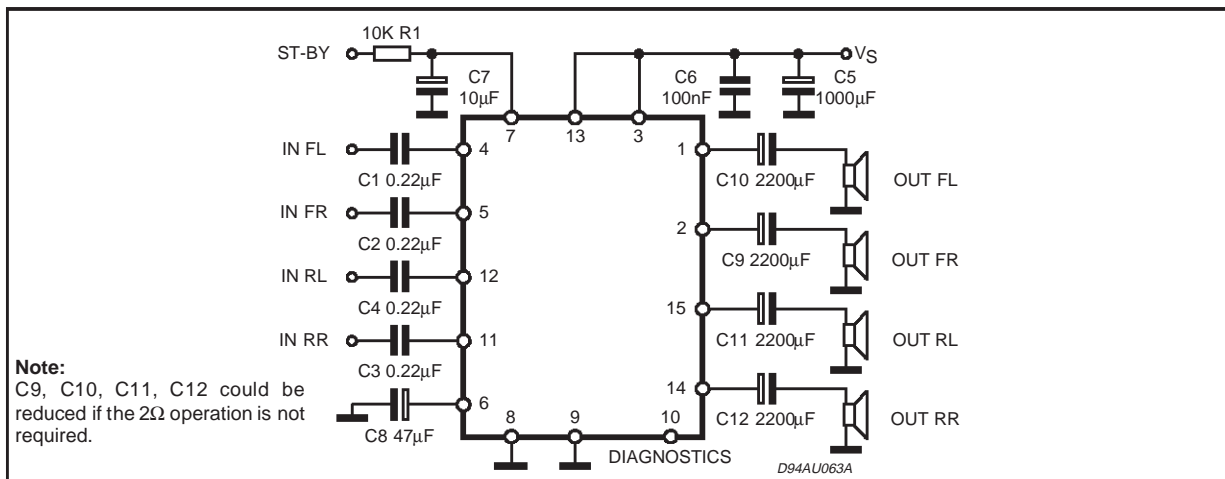 10K R1
ST-BY
C7
10µF
C6
100nF
VS
C5
1000µF
7
13
3
IN FL
4
C1 0.22µF
1
C10 2200µF
OUT FL
IN FR
5
C2 0.22µF
2
C9 2200µF
OUT FR
IN RL
12
C4 0.22µF
15
C11 2200µF
OUT RL
IN RR
11
C3 0.22µF
14
C12 2200µF
OUT RR
6
C8 47µF
8
9
10
DIAGNOSTICS
D94AU063A
Note:
C9, C10, C11, C12 could be
reduced if the 2Ω operation is not
required.